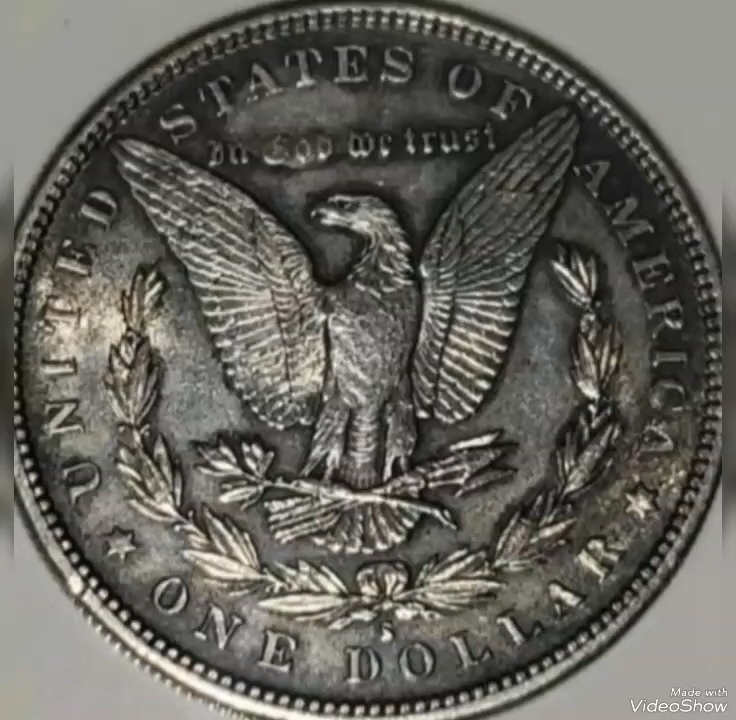 UNITED STATES OF AMERICA
In God we trust
S
ONE DOLLAR
Made with
VideoShow